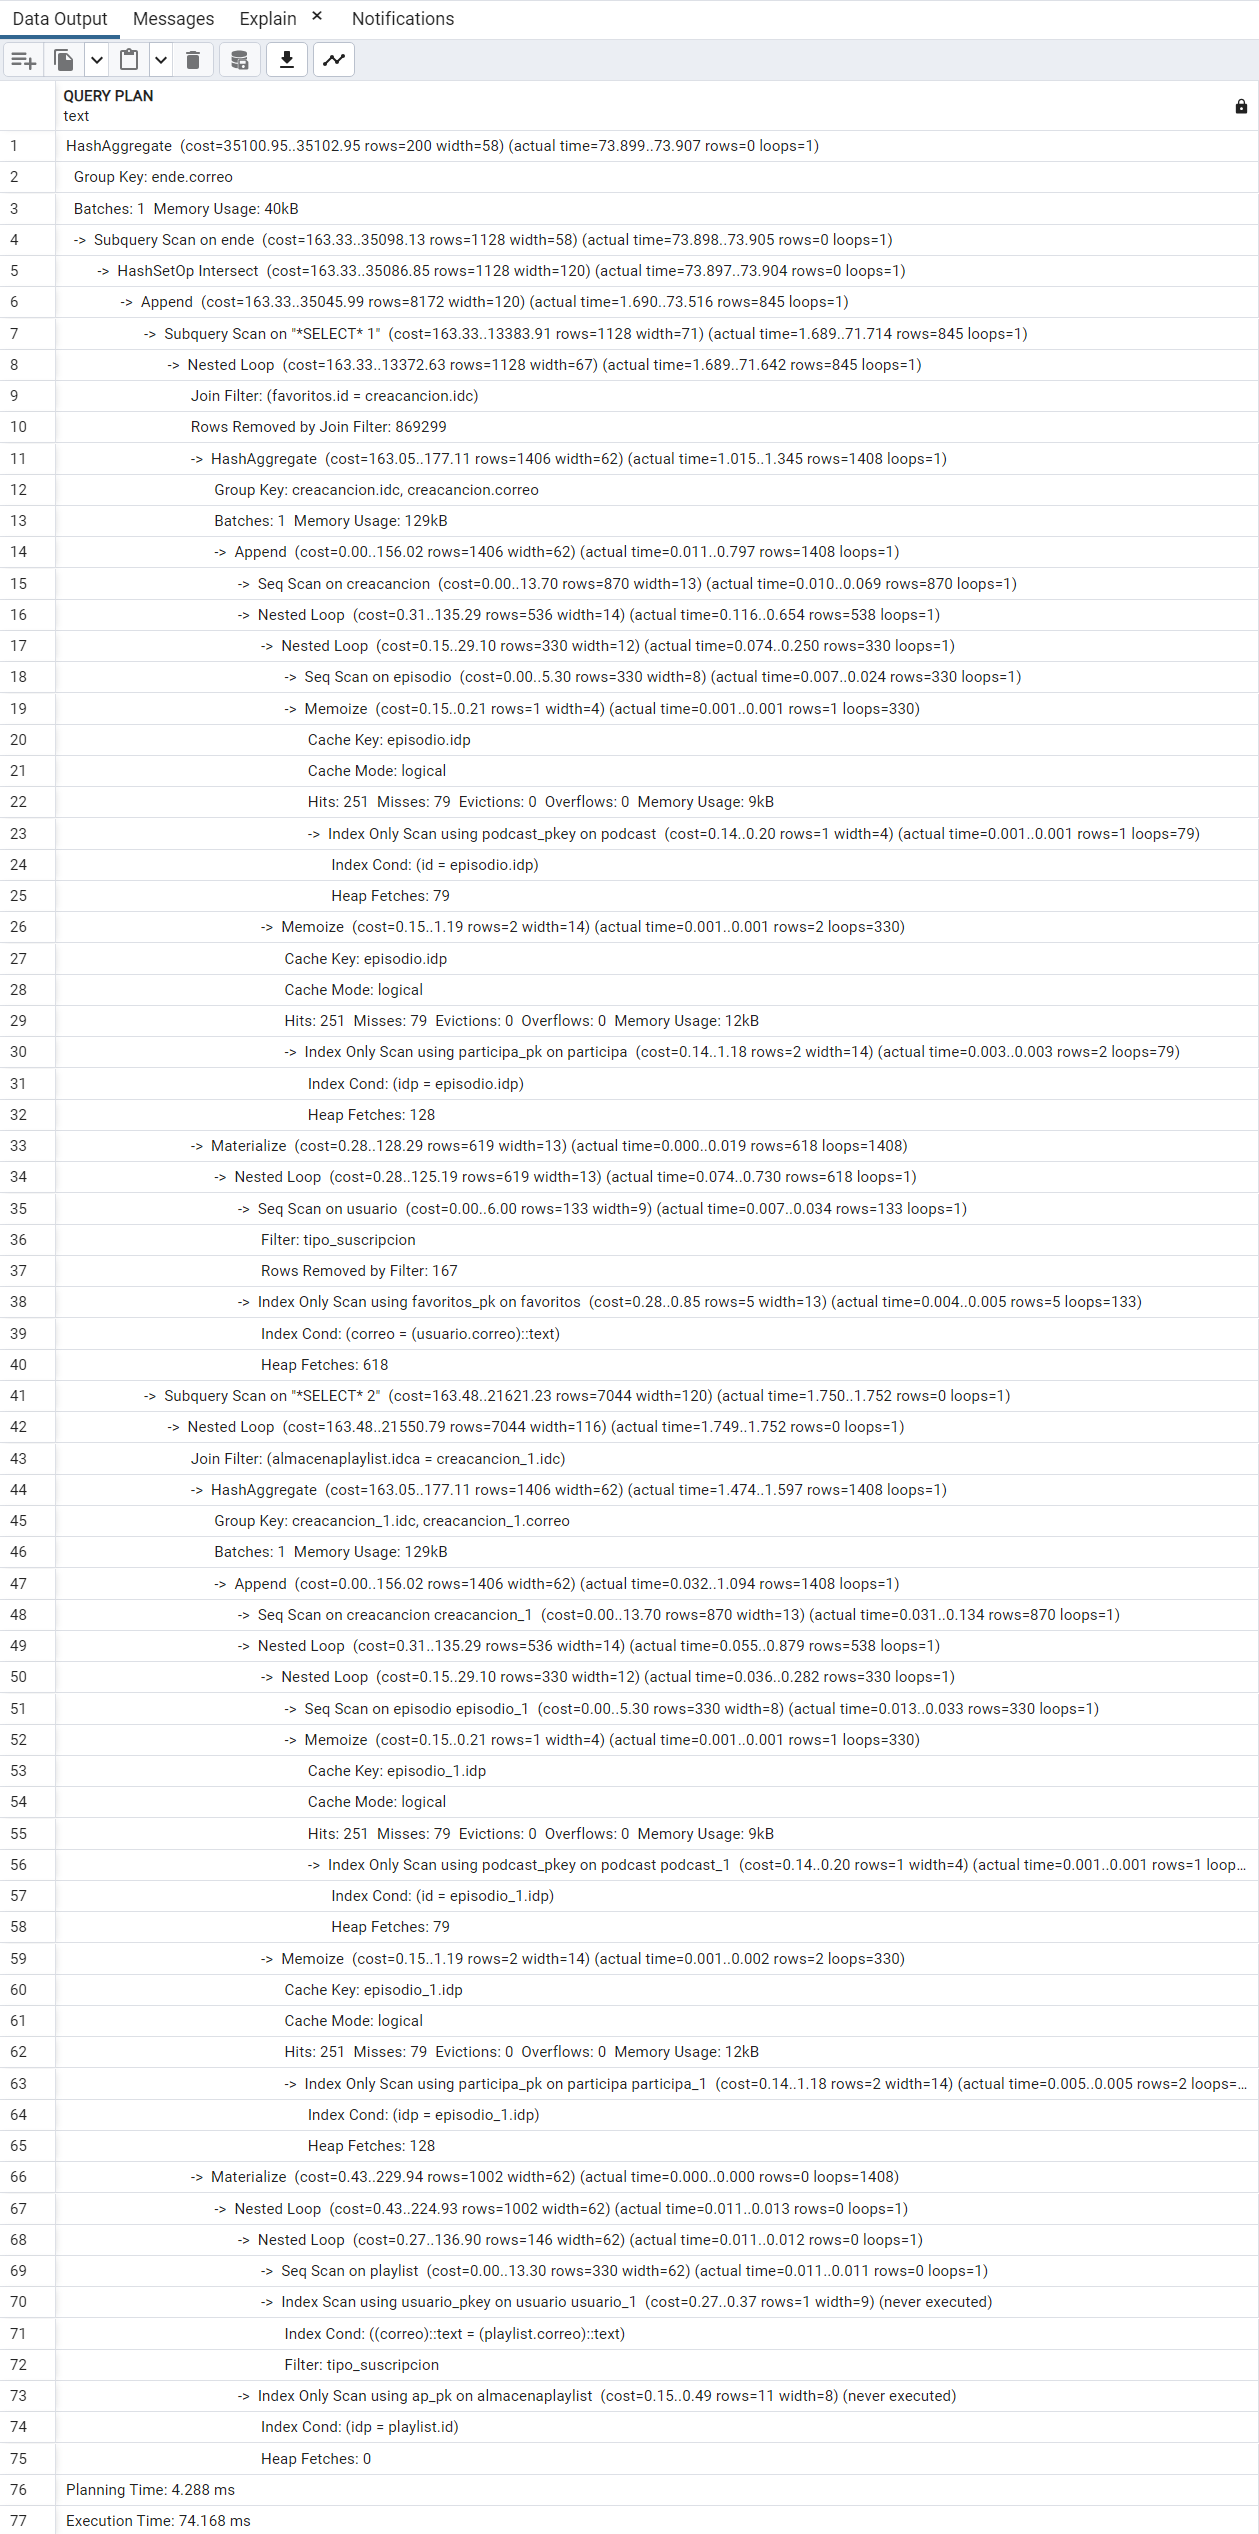 Data Output Messages Explain × Notifications
QUERY PLAN
text
1 HashAggregate (cost=35100.95..35102.95 rows=200 width=58) (actual time=73.899..73.907 rows=0 loops=1)
2 Group Key: ende.correo
3 Batches: 1 Memory Usage: 40kB
4 -> Subquery Scan on ende (cost=163.33..35098.13 rows=1128 width=58) (actual time=73.898..73.905 rows=0 loops=1)
5 -> HashSetOp Intersect (cost=163.33..35086.85 rows=1128 width=120) (actual time=73.897..73.904 rows=0 loops=1)
6 -> Append (cost=163.33..35045.99 rows=8172 width=120) (actual time=1.690..73.516 rows=845 loops=1)
7 -> Subquery Scan on "*SELECT* 1" (cost=163.33..13383.91 rows=1128 width=71) (actual time=1.689..71.714 rows=845 loops=1)
8 -> Nested Loop (cost=163.33..13372.63 rows=1128 width=67) (actual time=1.689..71.642 rows=845 loops=1)
9 Join Filter: (favoritos.id = creacancion.idc)
10 Rows Removed by Join Filter: 869299
11 -> HashAggregate (cost=163.05..177.11 rows=1406 width=62) (actual time=1.015..1.345 rows=1408 loops=1)
12 Group Key: creacancion.idc, creacancion.correo
13 Batches: 1 Memory Usage: 129kB
14 -> Append (cost=0.00..156.02 rows=1406 width=62) (actual time=0.011..0.797 rows=1408 loops=1)
15 -> Seq Scan on creacancion (cost=0.00..13.70 rows=870 width=13) (actual time=0.010..0.069 rows=870 loops=1)
16 -> Nested Loop (cost=0.31..135.29 rows=536 width=14) (actual time=0.116..0.654 rows=538 loops=1)
17 -> Nested Loop (cost=0.15..29.10 rows=330 width=12) (actual time=0.074..0.250 rows=330 loops=1)
18 -> Seq Scan on episodio (cost=0.00..5.30 rows=330 width=8) (actual time=0.007..0.024 rows=330 loops=1)
19 -> Memoize (cost=0.15..0.21 rows=1 width=4) (actual time=0.001..0.001 rows=1 loops=330)
20 Cache Key: episodio.idp
21 Cache Mode: logical
22 Hits: 251 Misses: 79 Evictions: 0 Overflows: 0 Memory Usage: 9kB
23 -> Index Only Scan using podcast_pkey on podcast (cost=0.14..0.20 rows=1 width=4) (actual time=0.001..0.001 rows=1 loops=79)
24 Index Cond: (id = episodio.idp)
25 Heap Fetches: 79
26 -> Memoize (cost=0.15..1.19 rows=2 width=14) (actual time=0.001..0.001 rows=2 loops=330)
27 Cache Key: episodio.idp
28 Cache Mode: logical
29 Hits: 251 Misses: 79 Evictions: 0 Overflows: 0 Memory Usage: 12kB
30 -> Index Only Scan using participa_pk on participa (cost=0.14..1.18 rows=2 width=14) (actual time=0.003..0.003 rows=2 loops=79)
31 Index Cond: (idp = episodio.idp)
32 Heap Fetches: 128
33 -> Materialize (cost=0.28..128.29 rows=619 width=13) (actual time=0.000..0.019 rows=618 loops=1408)
34 -> Nested Loop (cost=0.28..125.19 rows=619 width=13) (actual time=0.074..0.730 rows=618 loops=1)
35 -> Seq Scan on usuario (cost=0.00..6.00 rows=133 width=9) (actual time=0.007..0.034 rows=133 loops=1)
36 Filter: tipo_suscripcion
37 Rows Removed by Filter: 167
38 -> Index Only Scan using favoritos_pk on favoritos (cost=0.28..0.85 rows=5 width=13) (actual time=0.004..0.005 rows=5 loops=133)
39 Index Cond: (correo = (usuario.correo)::text)
40 Heap Fetches: 618
41 -> Subquery Scan on "*SELECT* 2" (cost=163.48..21621.23 rows=7044 width=120) (actual time=1.750..1.752 rows=0 loops=1)
42 -> Nested Loop (cost=163.48..21550.79 rows=7044 width=116) (actual time=1.749..1.752 rows=0 loops=1)
43 Join Filter: (almacenaplaylist.idca = creacancion_1.idc)
44 -> HashAggregate (cost=163.05..177.11 rows=1406 width=62) (actual time=1.474..1.597 rows=1408 loops=1)
45 Group Key: creacancion_1.idc, creacancion_1.correo
46 Batches: 1 Memory Usage: 129kB
47 -> Append (cost=0.00..156.02 rows=1406 width=62) (actual time=0.032..1.094 rows=1408 loops=1)
48 -> Seq Scan on creacancion creacancion_1 (cost=0.00..13.70 rows=870 width=13) (actual time=0.031..0.134 rows=870 loops=1)
49 -> Nested Loop (cost=0.31..135.29 rows=536 width=14) (actual time=0.055..0.879 rows=538 loops=1)
50 -> Nested Loop (cost=0.15..29.10 rows=330 width=12) (actual time=0.036..0.282 rows=330 loops=1)
51 -> Seq Scan on episodio episodio_1 (cost=0.00..5.30 rows=330 width=8) (actual time=0.013..0.033 rows=330 loops=1)
52 -> Memoize (cost=0.15..0.21 rows=1 width=4) (actual time=0.001..0.001 rows=1 loops=330)
53 Cache Key: episodio_1.idp
54 Cache Mode: logical
55 Hits: 251 Misses: 79 Evictions: 0 Overflows: 0 Memory Usage: 9kB
56 -> Index Only Scan using podcast_pkey on podcast podcast_1 (cost=0.14..0.20 rows=1 width=4) (actual time=0.001..0.001 rows=1 loop...
57 Index Cond: (id = episodio_1.idp)
58 Heap Fetches: 79
59 -> Memoize (cost=0.15..1.19 rows=2 width=14) (actual time=0.001..0.002 rows=2 loops=330)
60 Cache Key: episodio_1.idp
61 Cache Mode: logical
62 Hits: 251 Misses: 79 Evictions: 0 Overflows: 0 Memory Usage: 12kB
63 -> Index Only Scan using participa_pk on participa participa_1 (cost=0.14..1.18 rows=2 width=14) (actual time=0.005..0.005 rows=2 loops=...
64 Index Cond: (idp = episodio_1.idp)
65 Heap Fetches: 128
66 -> Materialize (cost=0.43..229.94 rows=1002 width=62) (actual time=0.000..0.000 rows=0 loops=1408)
67 -> Nested Loop (cost=0.43..224.93 rows=1002 width=62) (actual time=0.011..0.013 rows=0 loops=1)
68 -> Nested Loop (cost=0.27..136.90 rows=146 width=62) (actual time=0.011..0.012 rows=0 loops=1)
69 -> Seq Scan on playlist (cost=0.00..13.30 rows=330 width=62) (actual time=0.011..0.011 rows=0 loops=1)
70 -> Index Scan using usuario_pkey on usuario usuario_1 (cost=0.27..0.37 rows=1 width=9) (never executed)
71 Index Cond: ((correo)::text = (playlist.correo)::text)
72 Filter: tipo_suscripcion
73 -> Index Only Scan using ap_pk on almacenaplaylist (cost=0.15..0.49 rows=11 width=8) (never executed)
74 Index Cond: (idp = playlist.id)
75 Heap Fetches: 0
76 Planning Time: 4.288 ms
77 Execution Time: 74.168 ms